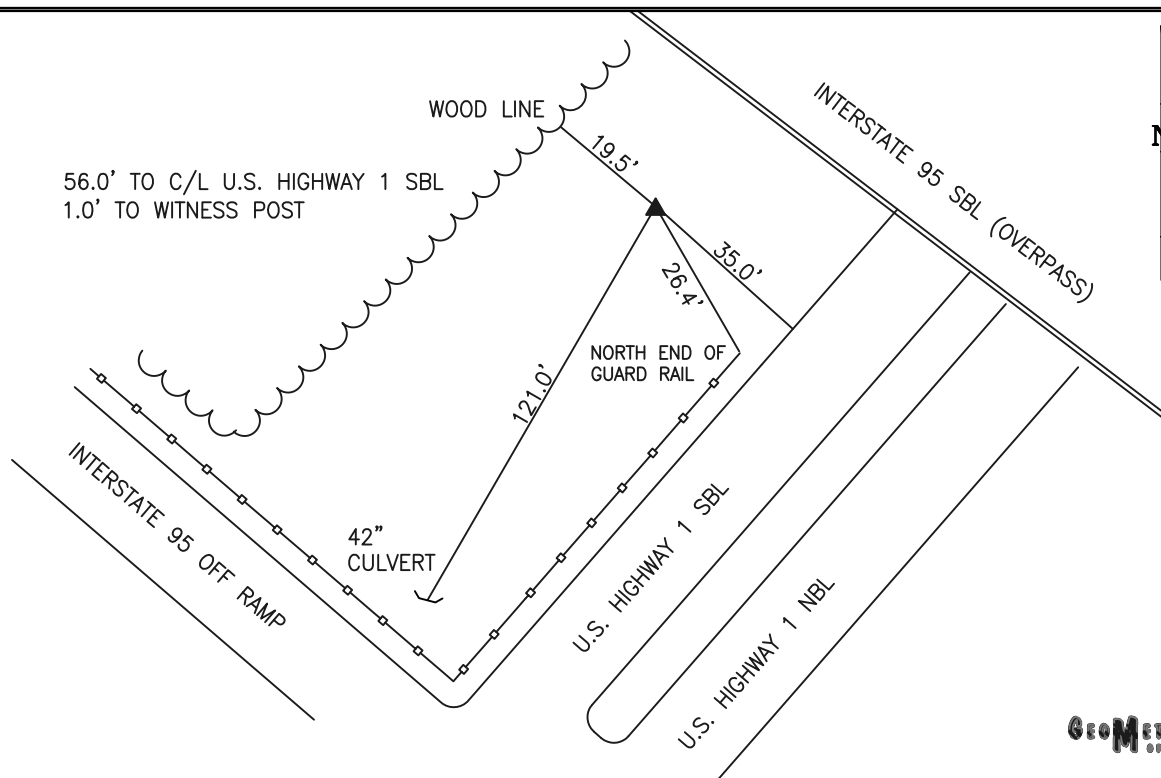 WOOD LINE
19.5'
INTERSTATE 95 SBL (OVERPASS)
56.0' TO C/L U.S. HIGHWAY 1 SBL
1.0' TO WITNESS POST
35.0'
26.4'
NORTH END OF
GUARD RAIL
121.0'
INTERSTATE 95 OFF RAMP
42"
CULVERT
U.S. HIGHWAY 1 SBL
U.S. HIGHWAY 1 NBL